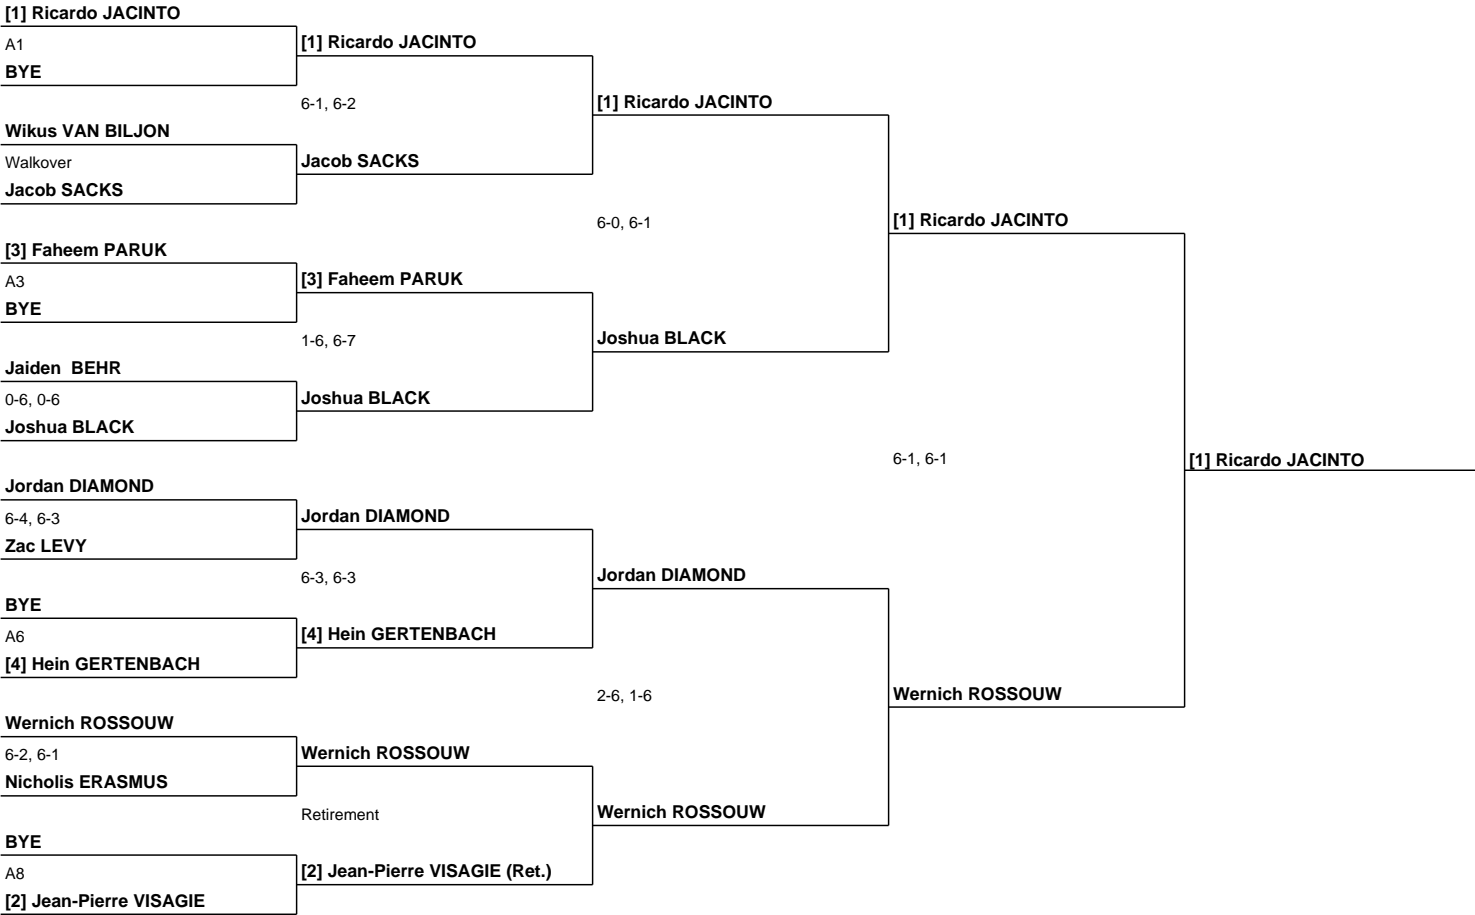 [1] Ricardo JACINTO
A1
BYE
Wikus VAN BILJON
Walkover
Jacob SACKS
[3] Faheem PARUK
A3
BYE
Jaiden  BEHR
0-6, 0-6
Joshua BLACK
Jordan DIAMOND
6-4, 6-3
Zac LEVY
BYE
A6
[4] Hein GERTENBACH
Wernich ROSSOUW
6-2, 6-1
Nicholis ERASMUS
BYE
A8
[2] Jean-Pierre VISAGIE
[1] Ricardo JACINTO
6-1, 6-2
Jacob SACKS
[3] Faheem PARUK
1-6, 6-7
Joshua BLACK
Jordan DIAMOND
6-3, 6-3
[4] Hein GERTENBACH
Wernich ROSSOUW
Retirement
[2] Jean-Pierre VISAGIE (Ret.)
[1] Ricardo JACINTO
6-0, 6-1
Joshua BLACK
Jordan DIAMOND
2-6, 1-6
Wernich ROSSOUW
[1] Ricardo JACINTO
6-1, 6-1
Wernich ROSSOUW
[1] Ricardo JACINTO